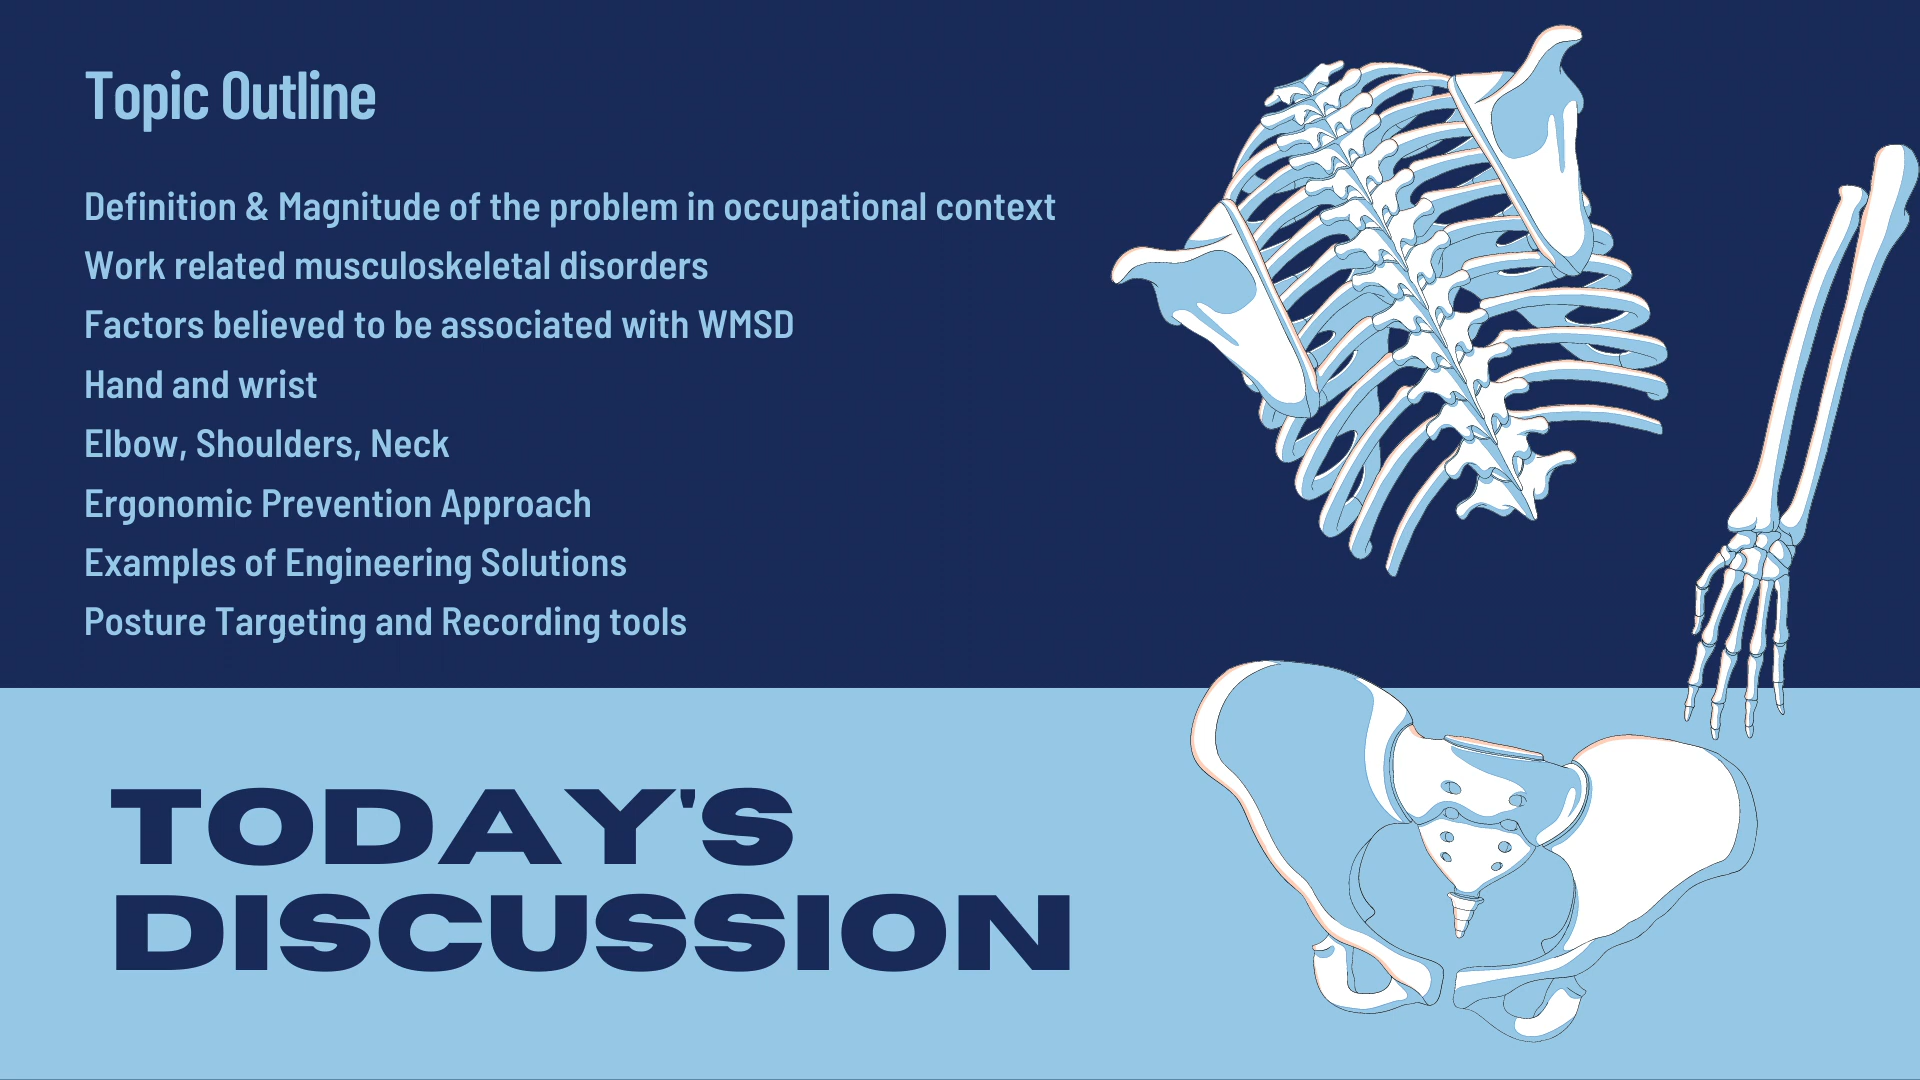 Topic Outline
Definition & Magnitude of the problem in occupational context
Work related musculoskeletal disorders
Factors believed to be associated with WMSD
Hand and wrist
Elbow, Shoulders, Neck
Ergonomic Prevention Approach
Examples of Engineering Solutions
Posture Targeting and Recording tools
TODAY'S
DISCUSSION